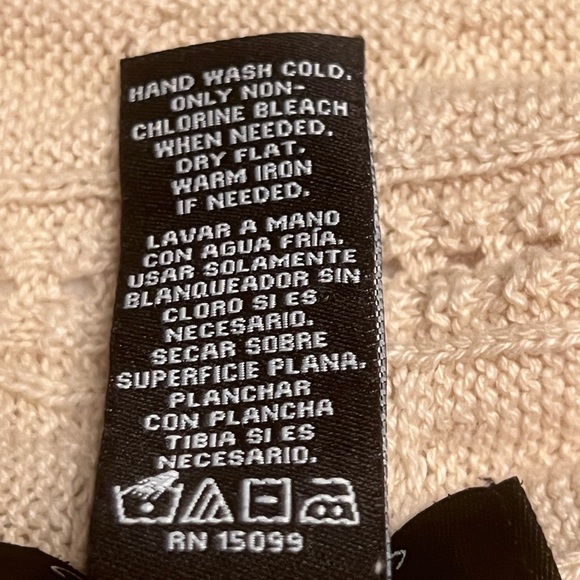 HAND WASH COLD.
ONLY NON-
CHLORINE BLEACH
WHEN NEEDED.
DRY FLAT.
WARM IRON
IF NEEDED.
LAVAR A MANO
CON AGUA FRÍA.
USAR SOLAMENTE
BLANQUEADOR SIN
CLORO SI ES
NECESARIO.
SECAR SOBRE
SUPERFICIE PLANA.
PLANCHAR
CON PLANCHA
TIBIA SI ES
NECESARIO.
RN 15099